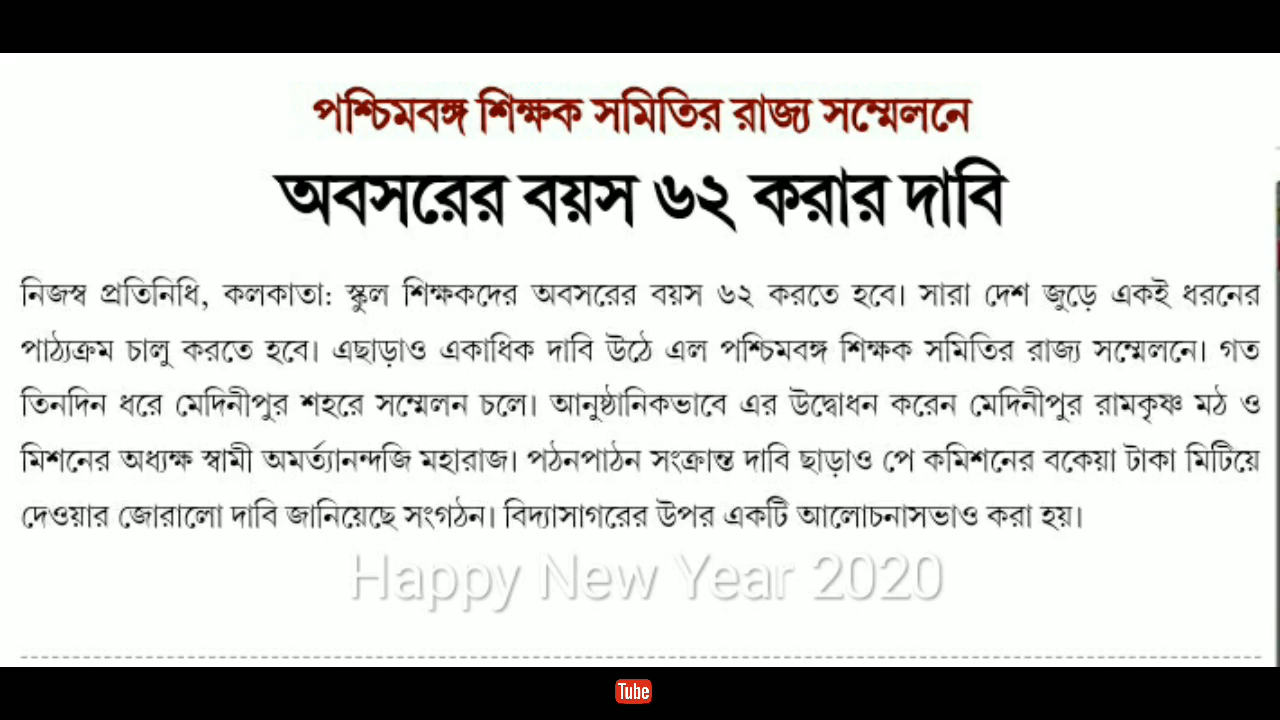 পশ্চিমবঙ্গ শিক্ষক সমিতির রাজ্য সম্মেলনে
অবসরের বয়স ৬২ করার দাবি
নিজস্ব প্রতিনিধি, কলকাতা: স্কুল শিক্ষকদের অবসরের বয়স ৬২ করতে হবে। সারা দেশ জুড়ে একই ধরনের
পাঠ্যক্রম চালু করতে হবে। এছাড়াও একাধিক দাবি উঠে এল পশ্চিমবঙ্গ শিক্ষক সমিতির রাজ্য সম্মেলনে। গত
তিনদিন ধরে মেদিনীপুর শহরে সম্মেলন চলে। আনুষ্ঠানিকভাবে এর উদ্বোধন করেন মেদিনীপুর রামকৃষ্ণ মঠ ও
মিশনের অধ্যক্ষ স্বামী অমর্ত্যানন্দজি মহারাজ। পঠনপাঠন সংক্রান্ত দাবি ছাড়াও পে কমিশনের বকেয়া টাকা মিটিয়ে
দেওয়ার জোরালো দাবি জানিয়েছে সংগঠন। বিদ্যাসাগরের উপর একটি আলোচনাসভাও করা হয়।
Happy New Year 2020
Tube